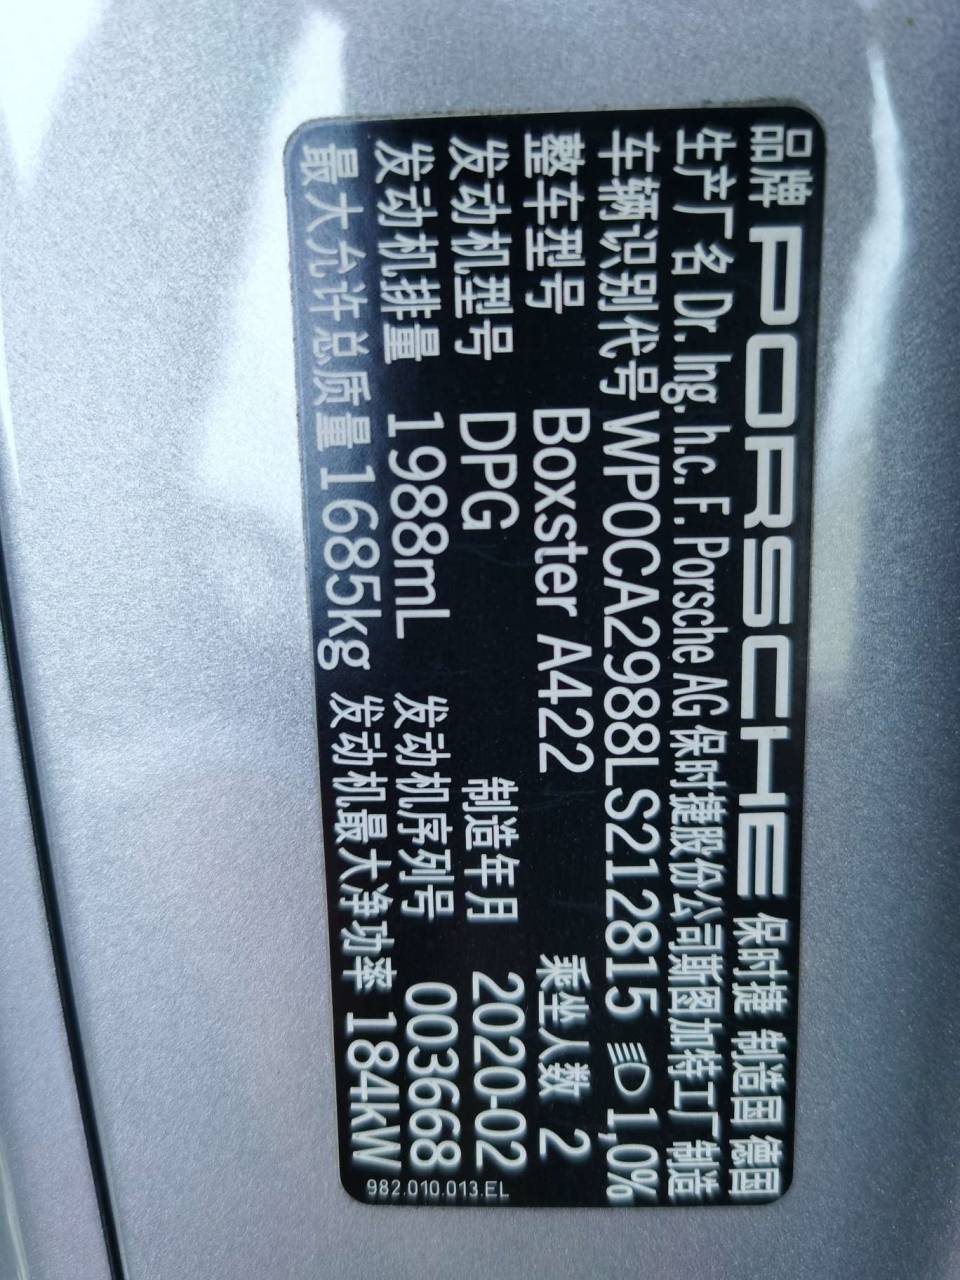 品牌 PORSCHE 保时捷 制造国 德国
生产厂名 Dr. Ing. h.c. F. Porsche AG 保时捷股份公司斯图加特工厂 制造
车辆识别代号 WP0CA2988LS212815 1,0%
整车型号 Boxster A422 乘坐人数 2
发动机型号 DPG 制造年月 2020-02
发动机排量 1988mL 发动机序列号 003668
最大允许总质量 1685kg 发动机最大净功率 184kW
982.010.013.EL